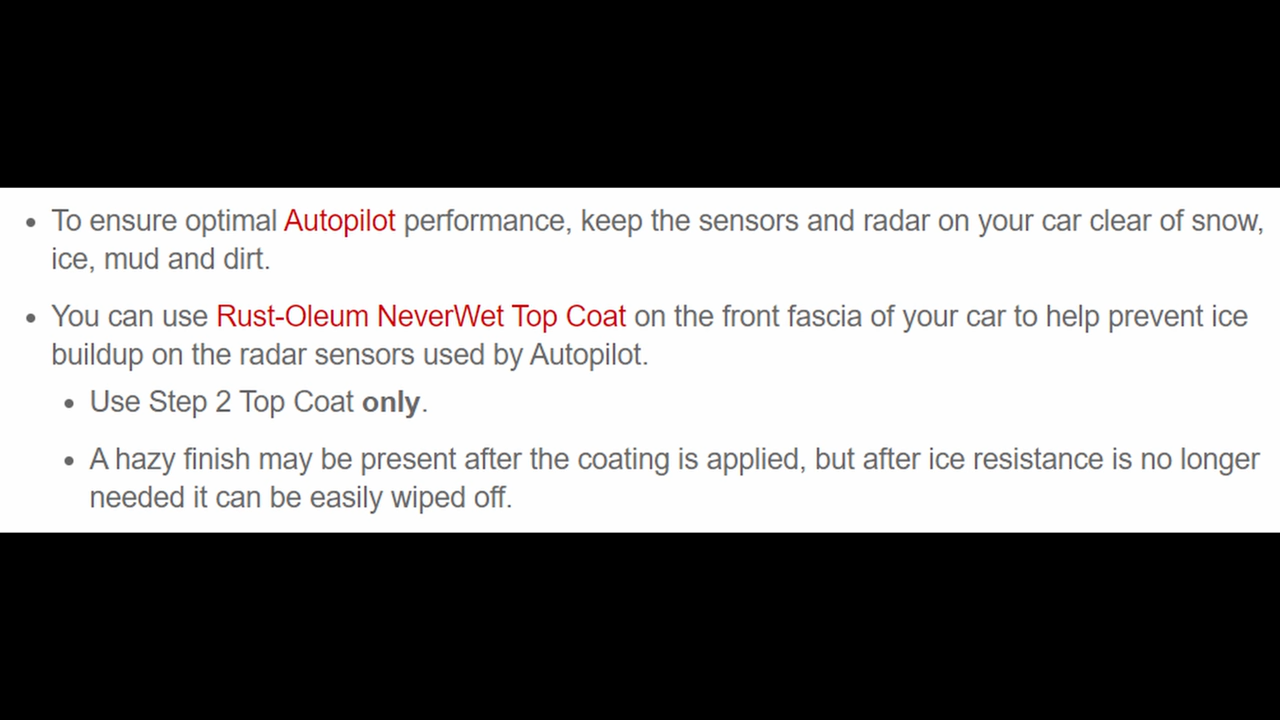 • To ensure optimal Autopilot performance, keep the sensors and radar on your car clear of snow,
ice, mud and dirt.
• You can use Rust-Oleum NeverWet Top Coat on the front fascia of your car to help prevent ice
buildup on the radar sensors used by Autopilot.
• Use Step 2 Top Coat only.
• A hazy finish may be present after the coating is applied, but after ice resistance is no longer
needed it can be easily wiped off.